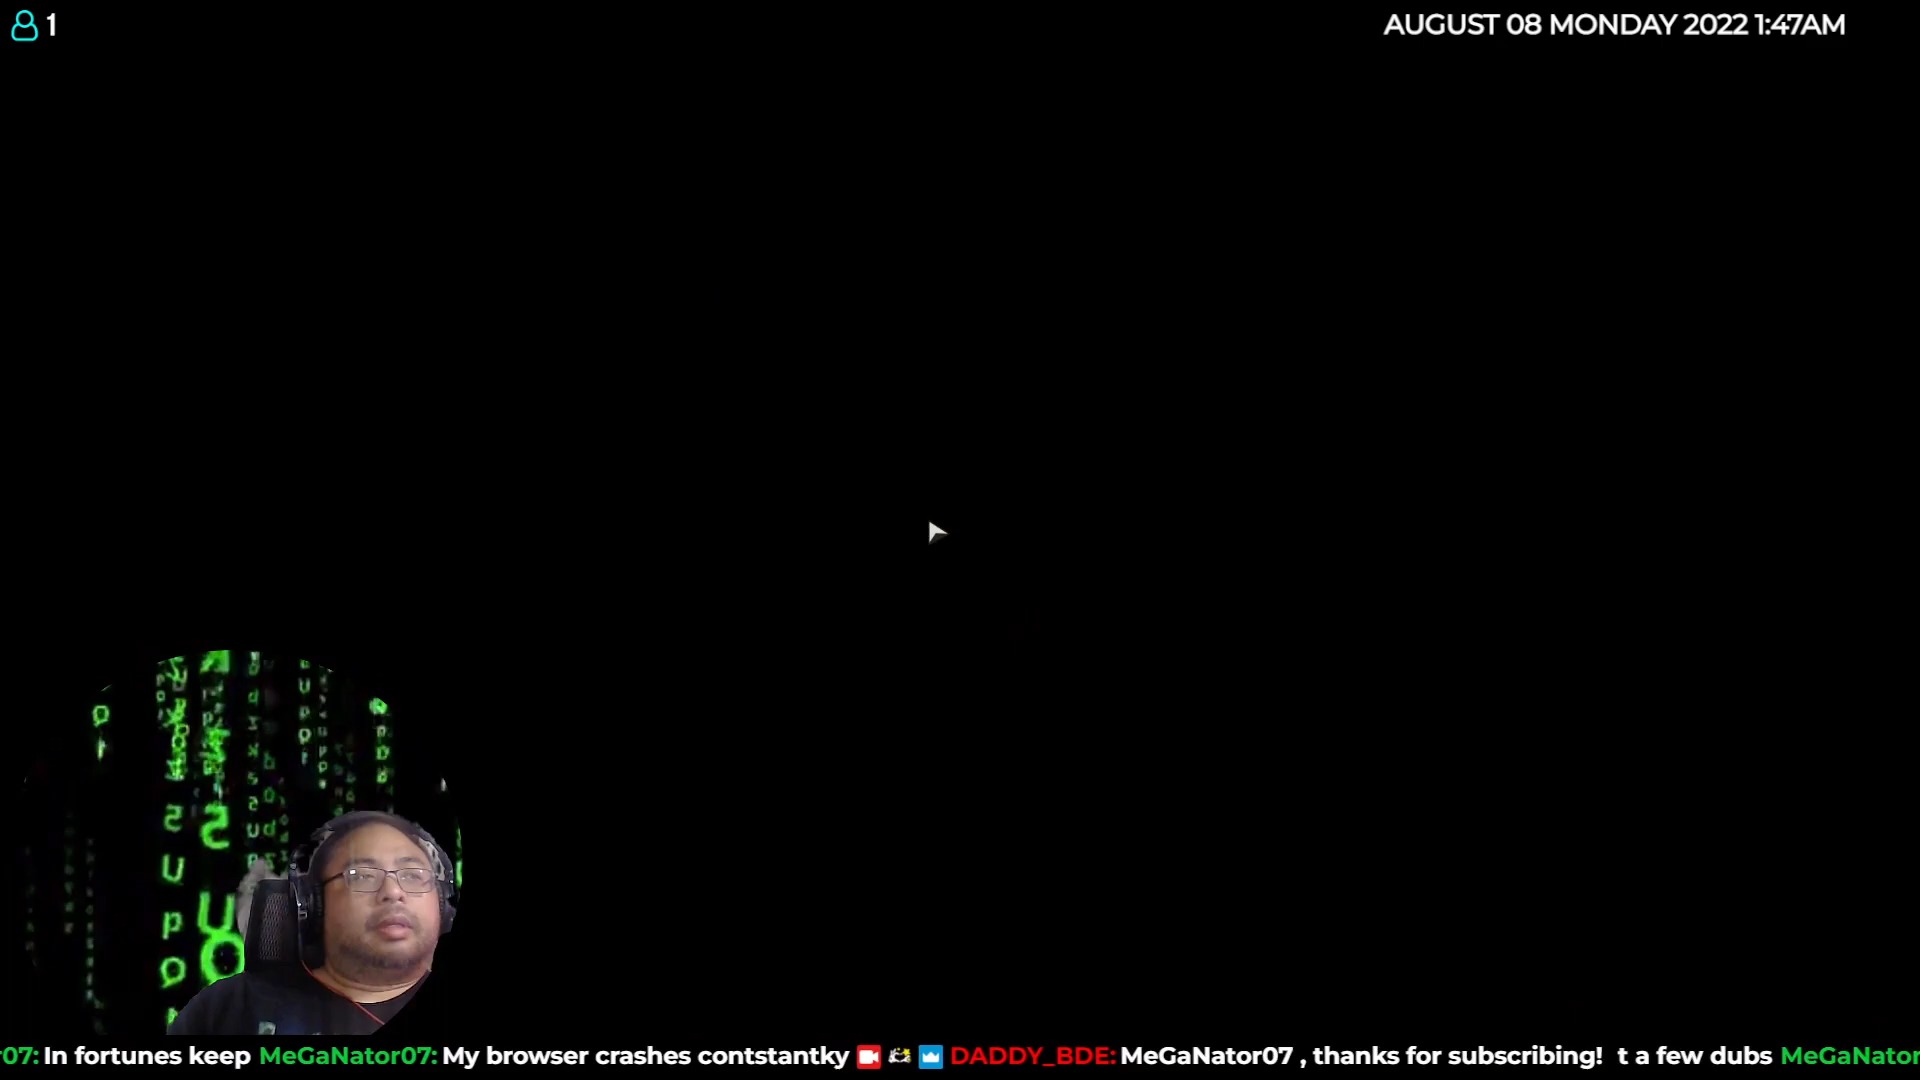 1
AUGUST 08 MONDAY 2022 1:47AM
r07: In fortunes keep MeGaNator07: My browser crashes contstantky DADDY_BDE: MeGaNator07 , thanks for subscribing! t a few dubs MeGaNator